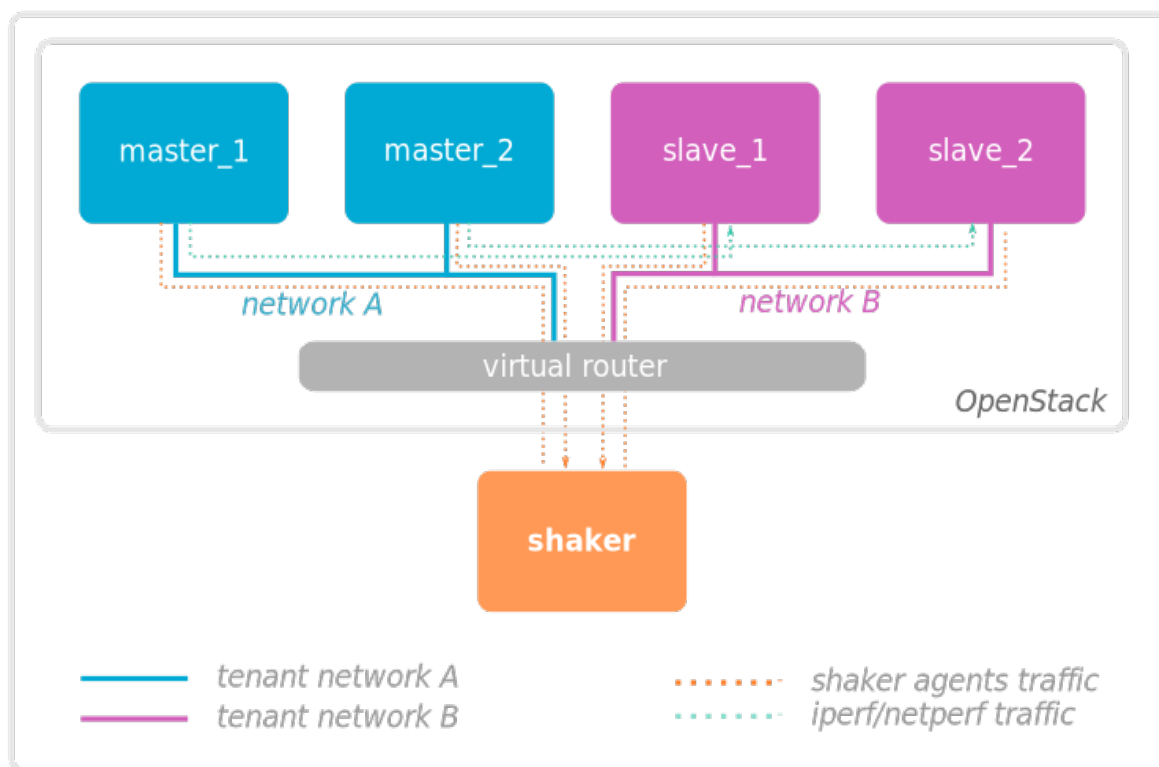 master_1
master_2
slave_1
slave_2
network A
network B
virtual router
OpenStack
shaker
tenant network A
tenant network B
shaker agents traffic
iperf/netperf traffic